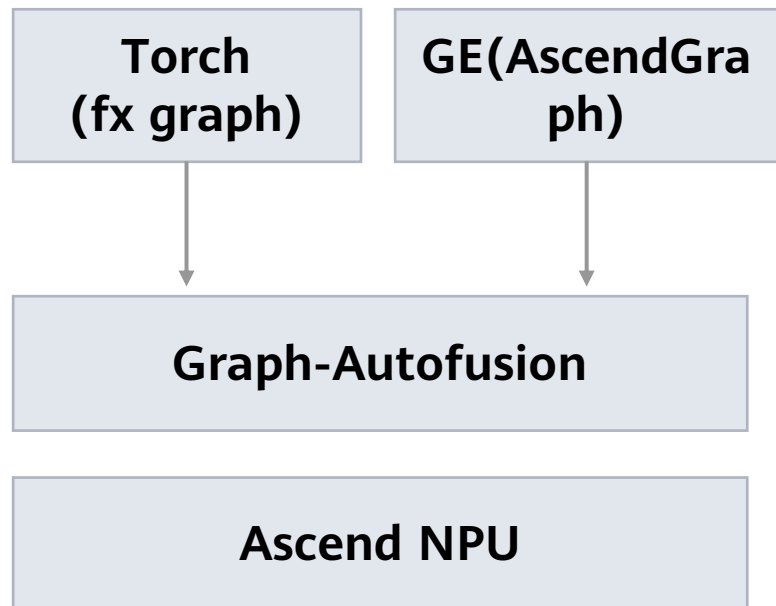 Torch
(fx graph)
GE(AscendGra
ph)
Graph-Autofusion
Ascend NPU